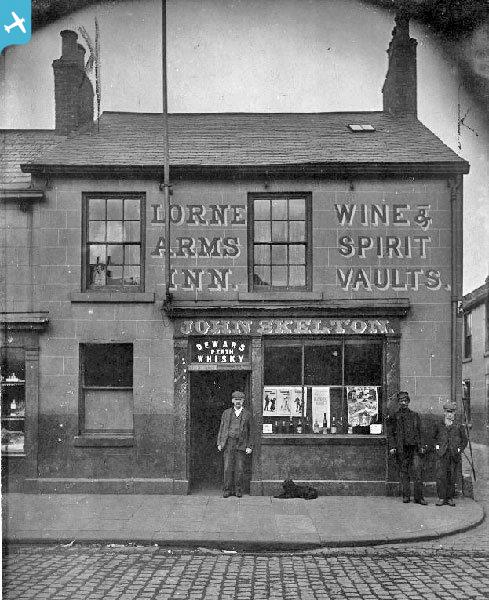 LORNE
ARMS
INN.
WINE &
SPIRIT
VAULTS.
JOHN SKELTON.
DEWARS
PERTH
WHISKY